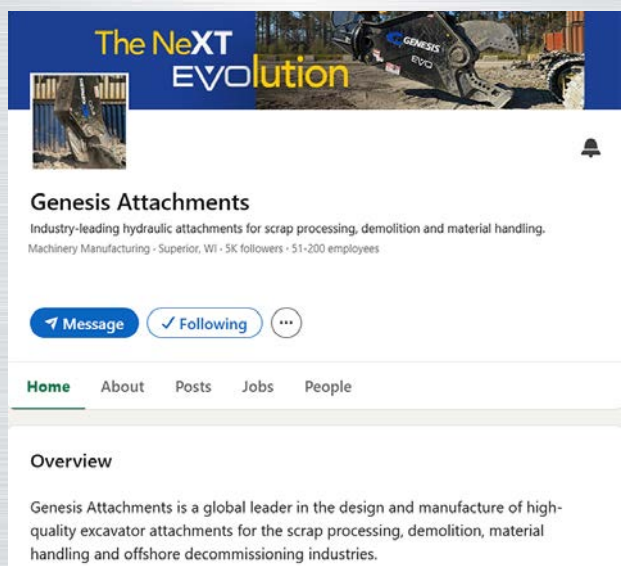 The NeXT
EVOlution
GENESIS
EVO
Genesis Attachments
Industry-leading hydraulic attachments for scrap processing, demolition and material handling.
Machinery Manufacturing · Superior, WI · 5K followers · 51-200 employees
Message
Following
Home About Posts Jobs People
Overview
Genesis Attachments is a global leader in the design and manufacture of high-
quality excavator attachments for the scrap processing, demolition, material
handling and offshore decommissioning industries.